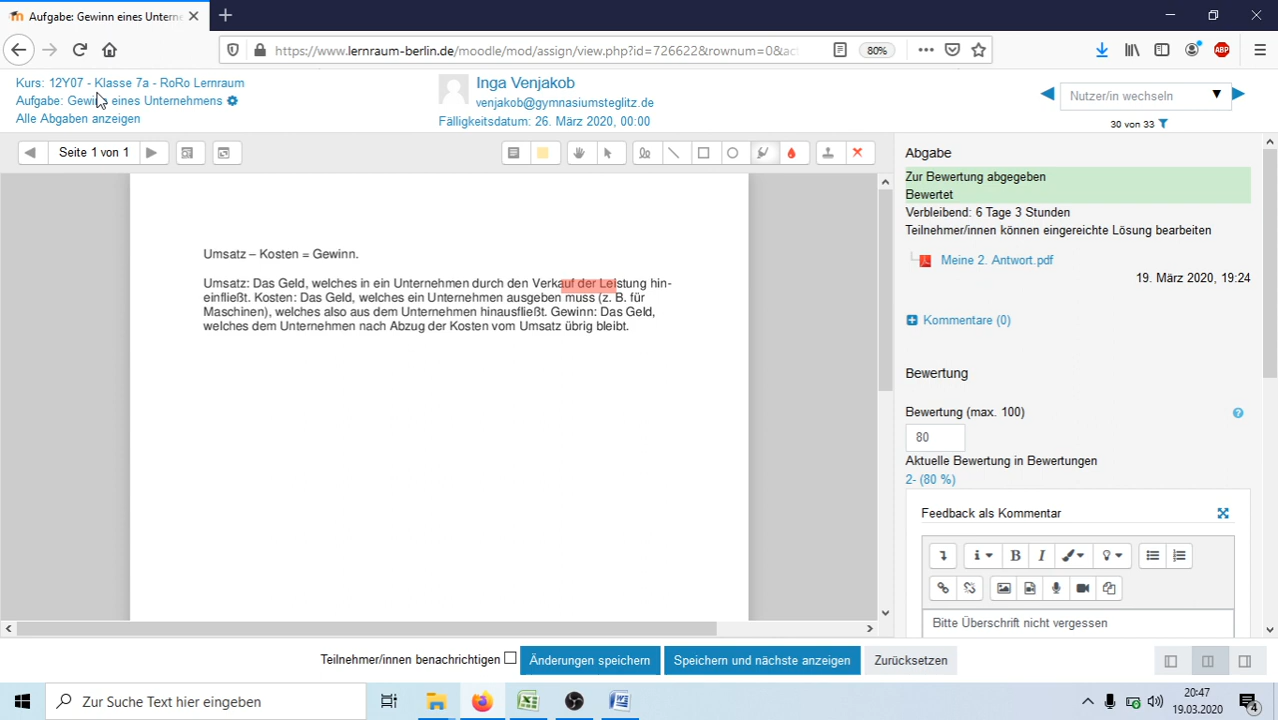 Aufgabe: Gewinn eines Unterne
https://www.lernraum-berlin.de/moodle/mod/assign/view.php?id=726622&rownum=0&ac
80%
ABP
Kurs: 12Y07 - Klasse 7a - RoRo Lernraum
Aufgabe: Gewinn eines Unternehmens
Alle Abgaben anzeigen
Inga Venjakob
venjakob@gymnasiumsteglitz.de
Fälligkeitsdatum: 26. März 2020, 00:00
Nutzer/in wechseln
30 von 33
Seite 1 von 1
Umsatz – Kosten = Gewinn.
Umsatz: Das Geld, welches in ein Unternehmen durch den Verkauf der Leistung hin-
einfließt. Kosten: Das Geld, welches ein Unternehmen ausgeben muss (z. B. für
Maschinen), welches also aus dem Unternehmen hinausfließt. Gewinn: Das Geld,
welches dem Unternehmen nach Abzug der Kosten vom Umsatz übrig bleibt.
Abgabe
Zur Bewertung abgegeben
Bewertet
Verbleibend: 6 Tage 3 Stunden
Teilnehmer/innen können eingereichte Lösung bearbeiten
Meine 2. Antwort.pdf
19. März 2020, 19:24
Kommentare (0)
Bewertung
Bewertung (max. 100)
80
Aktuelle Bewertung in Bewertungen
2- (80 %)
Feedback als Kommentar
B I
Bitte Überschrift nicht vergessen
Teilnehmer/innen benachrichtigen
Änderungen speichern
Speichern und nächste anzeigen
Zurücksetzen
Zur Suche Text hier eingeben
20:47
19.03.2020
4